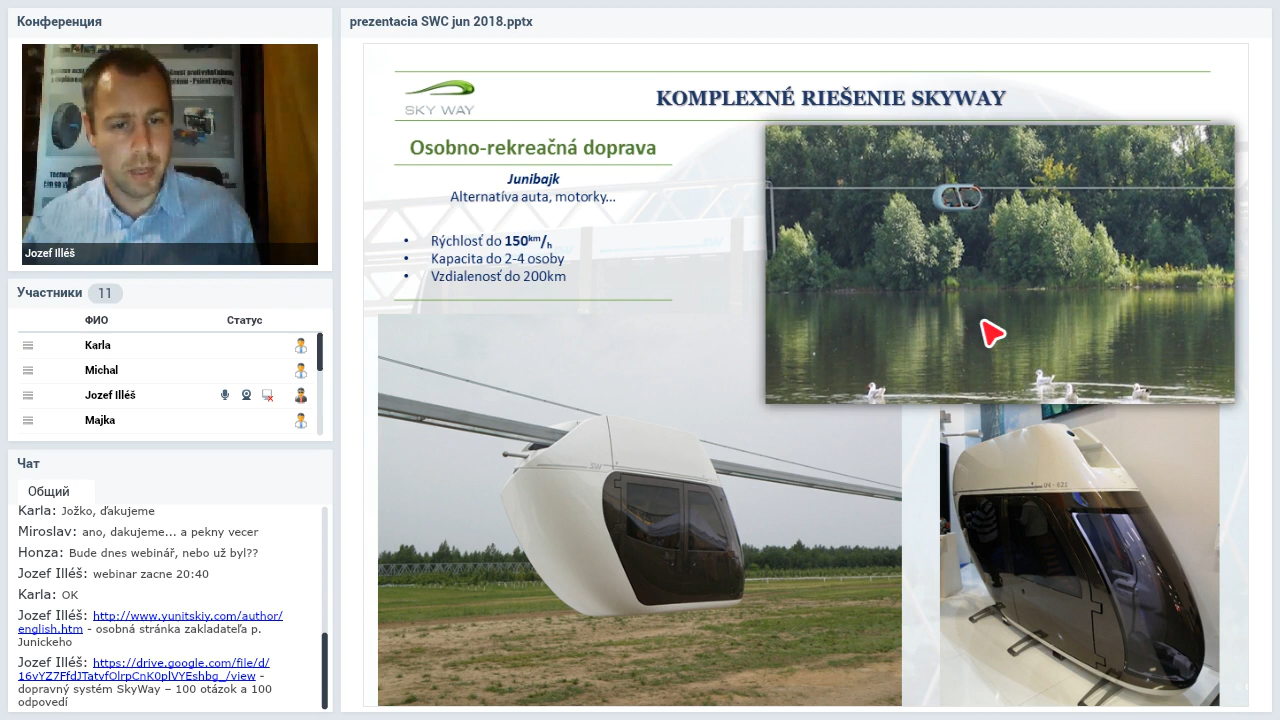 Конференция
Jozef Illéš
Участники 11
ФИО Статус
Karla
Michal
Jozef Illéš
Majka
Чат
Общий
Karla: Jožko, ďakujeme
Miroslav: ano, dakujeme... a pekny vecer
Honza: Bude dnes webinář, nebo už byl??
Jozef Illéš: webinar zacne 20:40
Karla: OK
Jozef Illéš: http://www.yunitskiy.com/author/
english.htm - osobná stránka zakladateľa p.
Junickeho
Jozef Illéš: https://drive.google.com/file/d/
16vYZ7FfdJTatvfOlrpCnK0plVYEshbg_/view -
dopravný systém SkyWay – 100 otázok a 100
odpovedí
prezentacia SWC jun 2018.pptx
SKY WAY
KOMPLEXNÉ RIEŠENIE SKYWAY
Osobno-rekreačná doprava
Junibajk
Alternatíva auta, motorky...
• Rýchlosť do 150km/h
• Kapacita do 2-4 osoby
• Vzdialenosť do 200km
SW